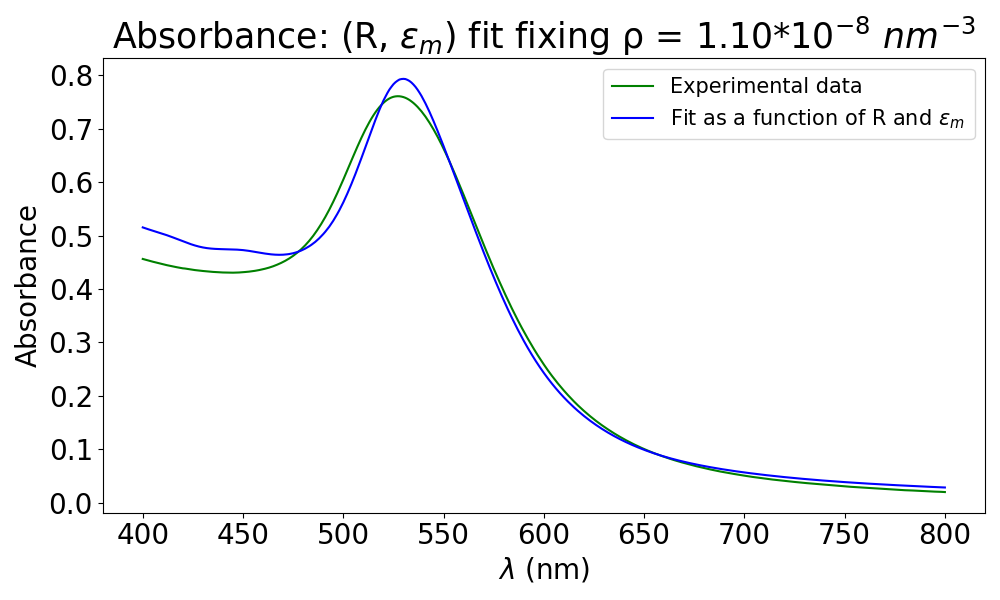 Absorbance: (R, εₘ) fit fixing ρ = 1.10*10⁻⁸ nm⁻³
Experimental data
Fit as a function of R and εₘ
Absorbance
0.8
0.7
0.6
0.5
0.4
0.3
0.2
0.1
0.0
400 450 500 550 600 650 700 750 800
λ (nm)